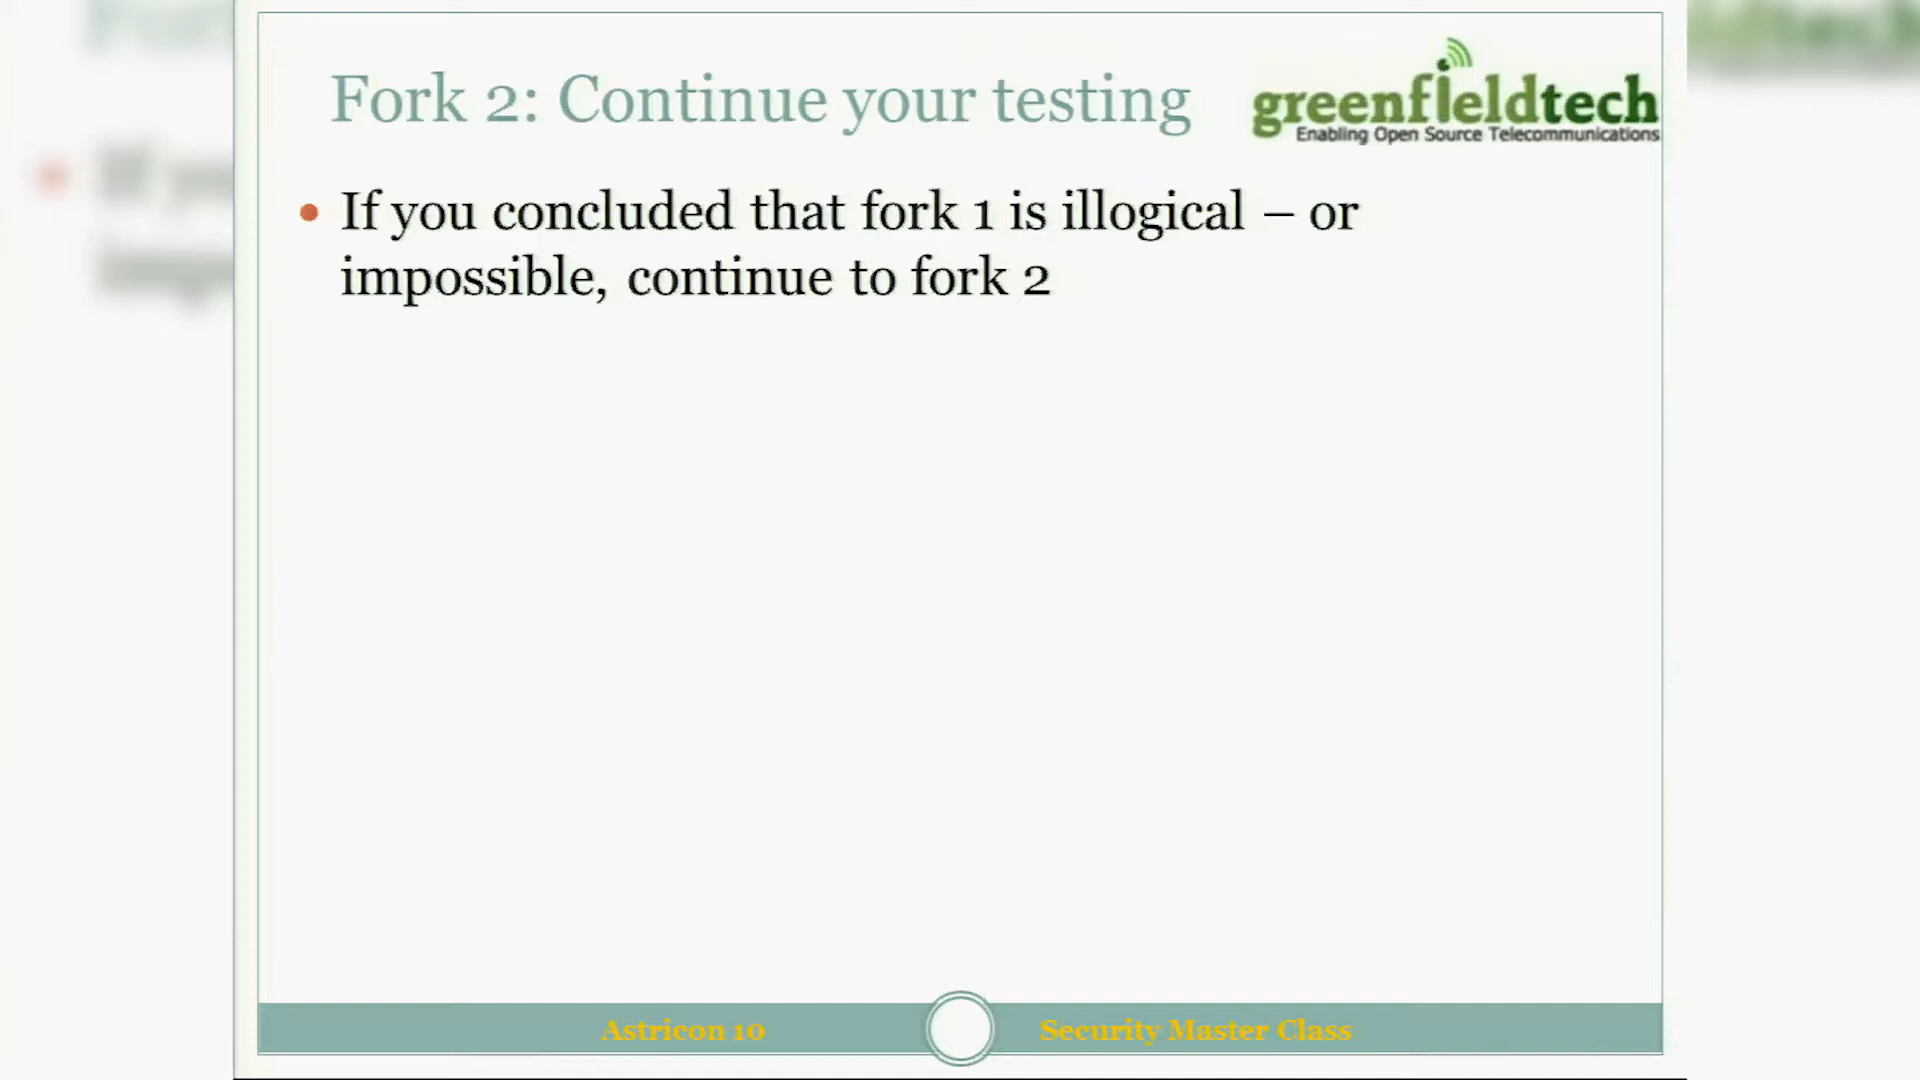 Fork 2: Continue your testing
greenfieldtech
Enabling Open Source Telecommunications
• If you concluded that fork 1 is illogical – or
impossible, continue to fork 2
Astricon 10
Security Master Class